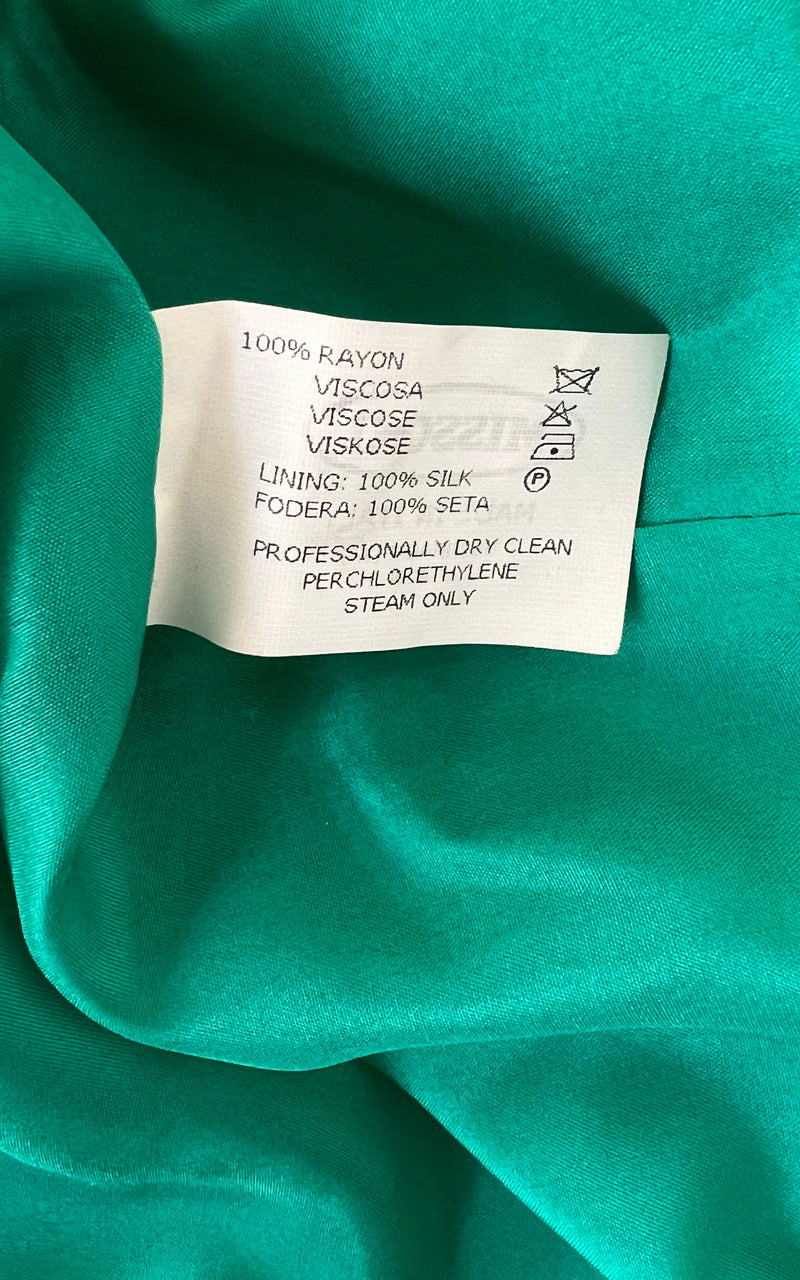 100% RAYON
VISCOSA
VISCOSE
VISKOSE
LINING: 100% SILK
FODERA: 100% SETA
P
PROFESSIONALLY DRY CLEAN
PERCHLORETHYLENE
STEAM ONLY